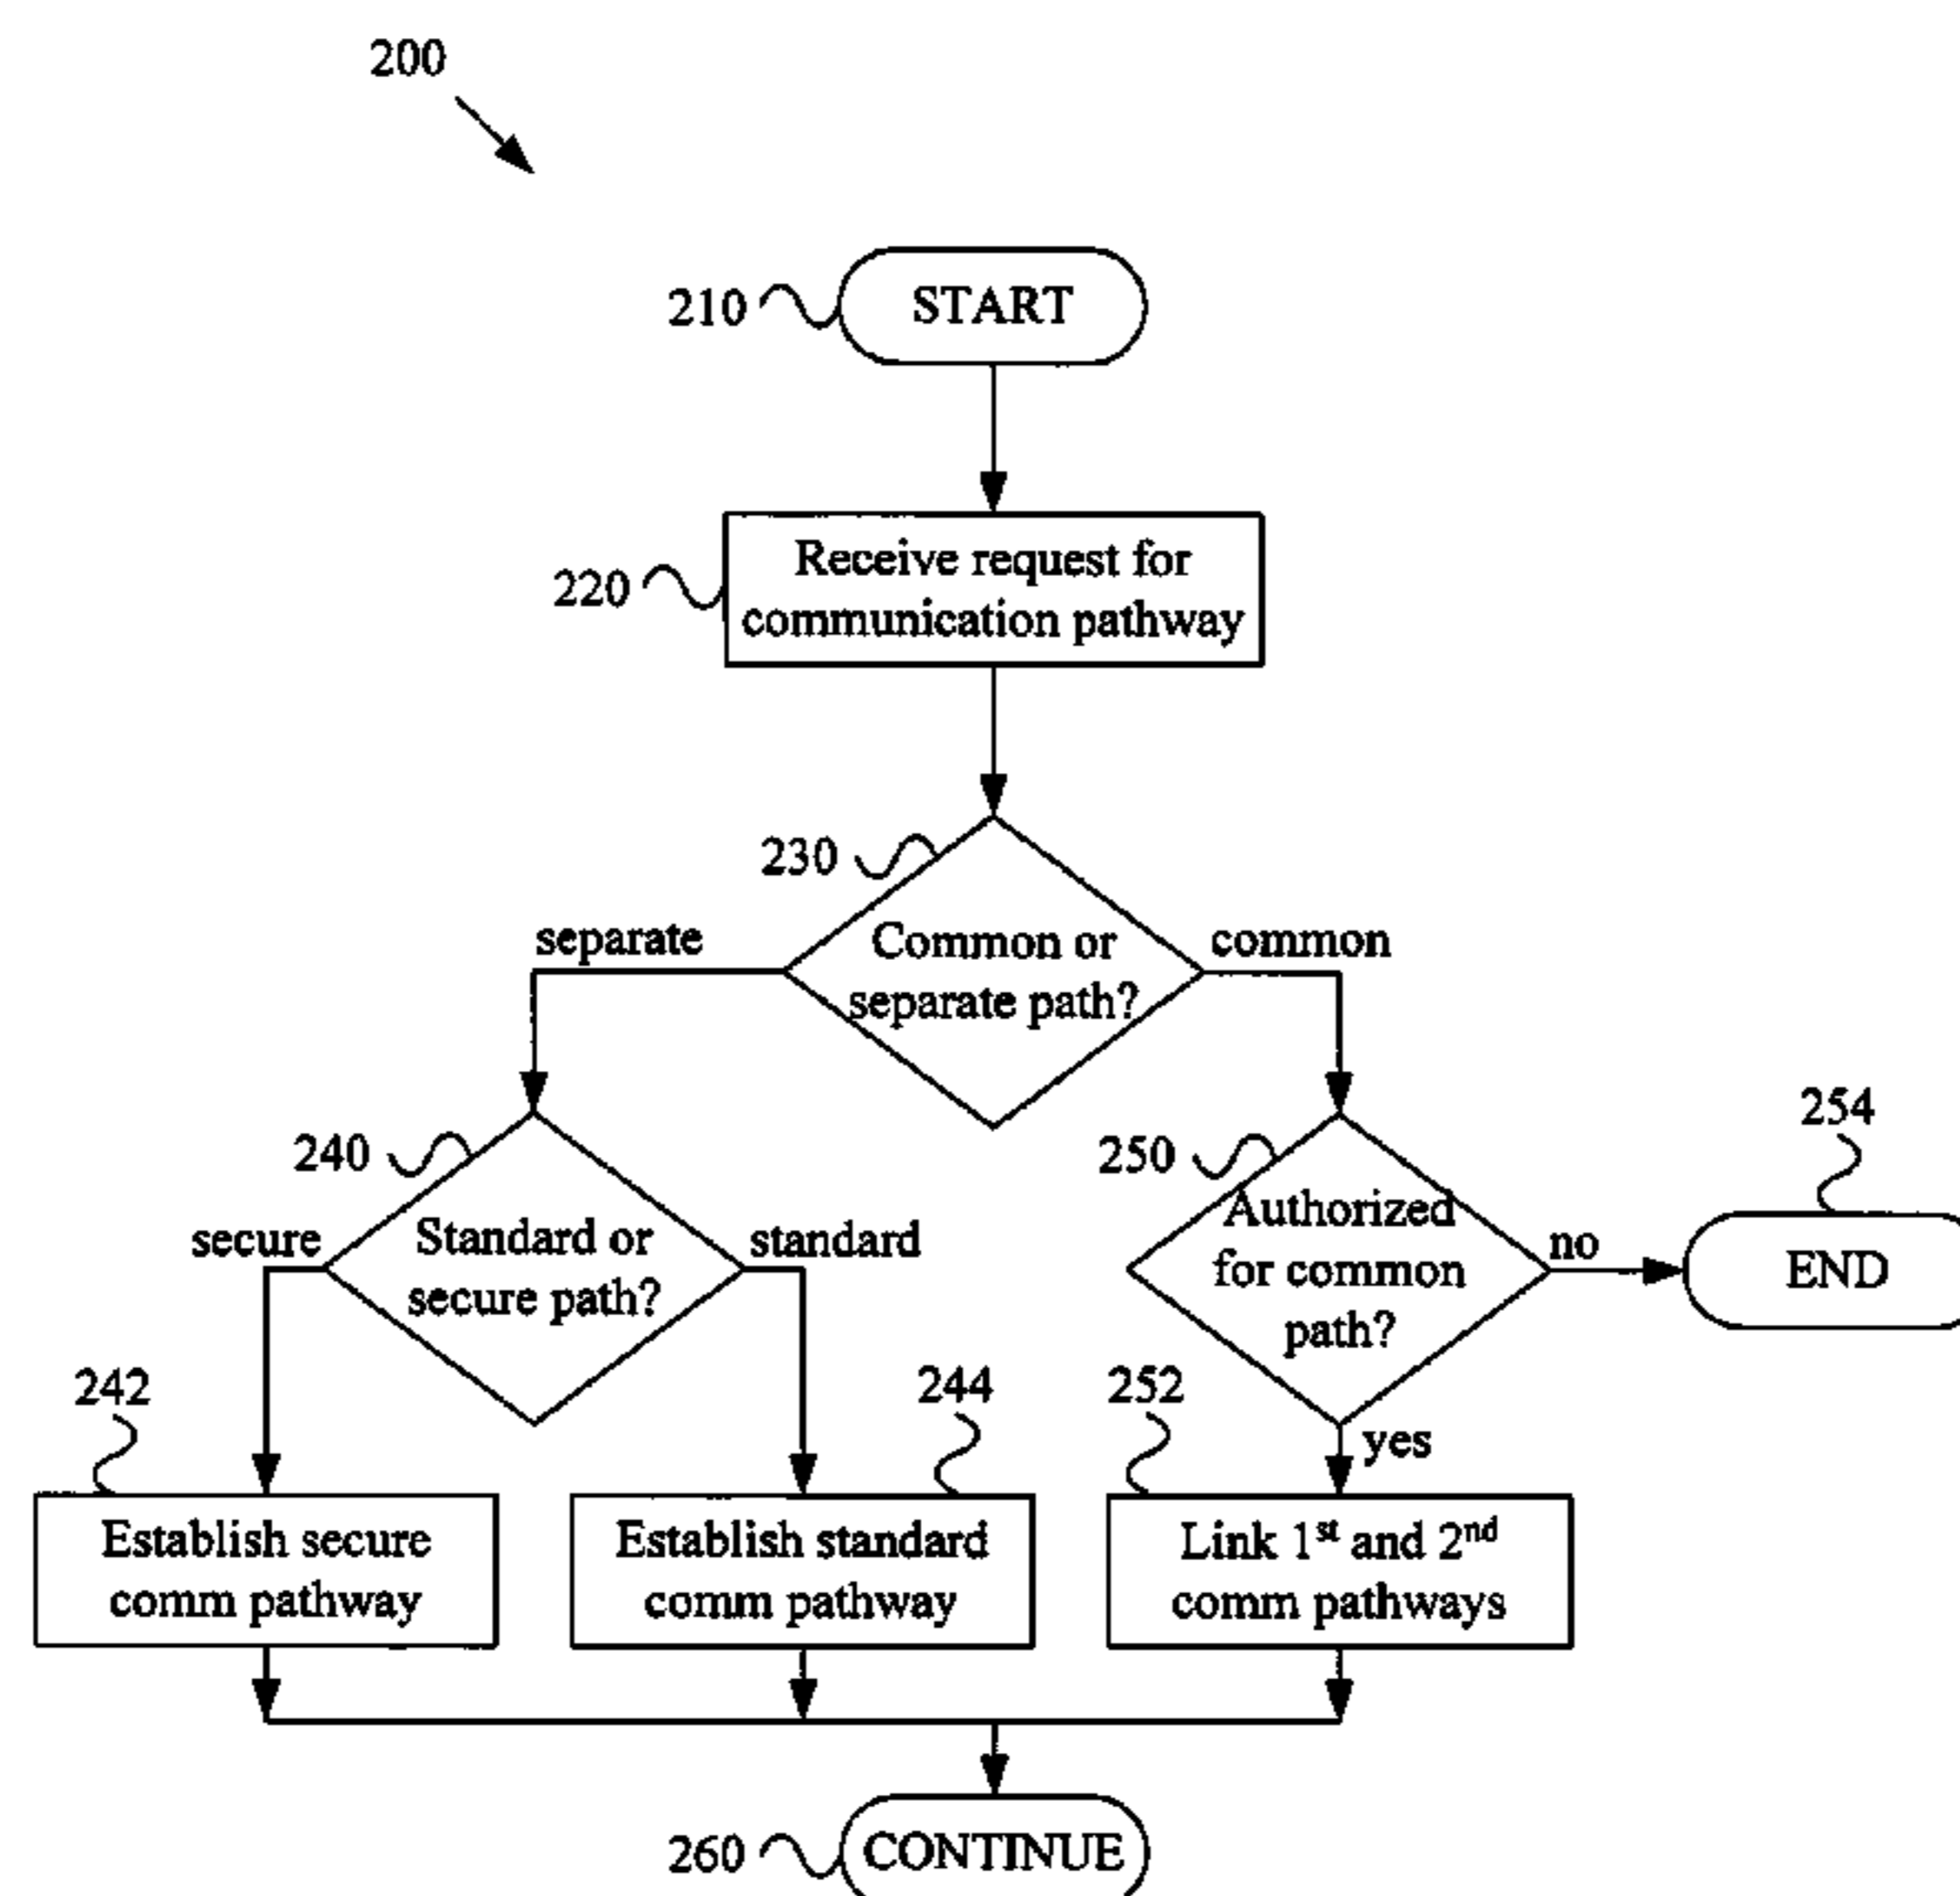 200
210
START
220
Receive request for
communication pathway
230
separate
Common or
separate path?
common
240
secure
Standard or
secure path?
standard
250
Authorized
for common
path?
no
254
END
yes
242
Establish secure
comm pathway
244
Establish standard
comm pathway
252
Link 1st and 2nd
comm pathways
260
CONTINUE